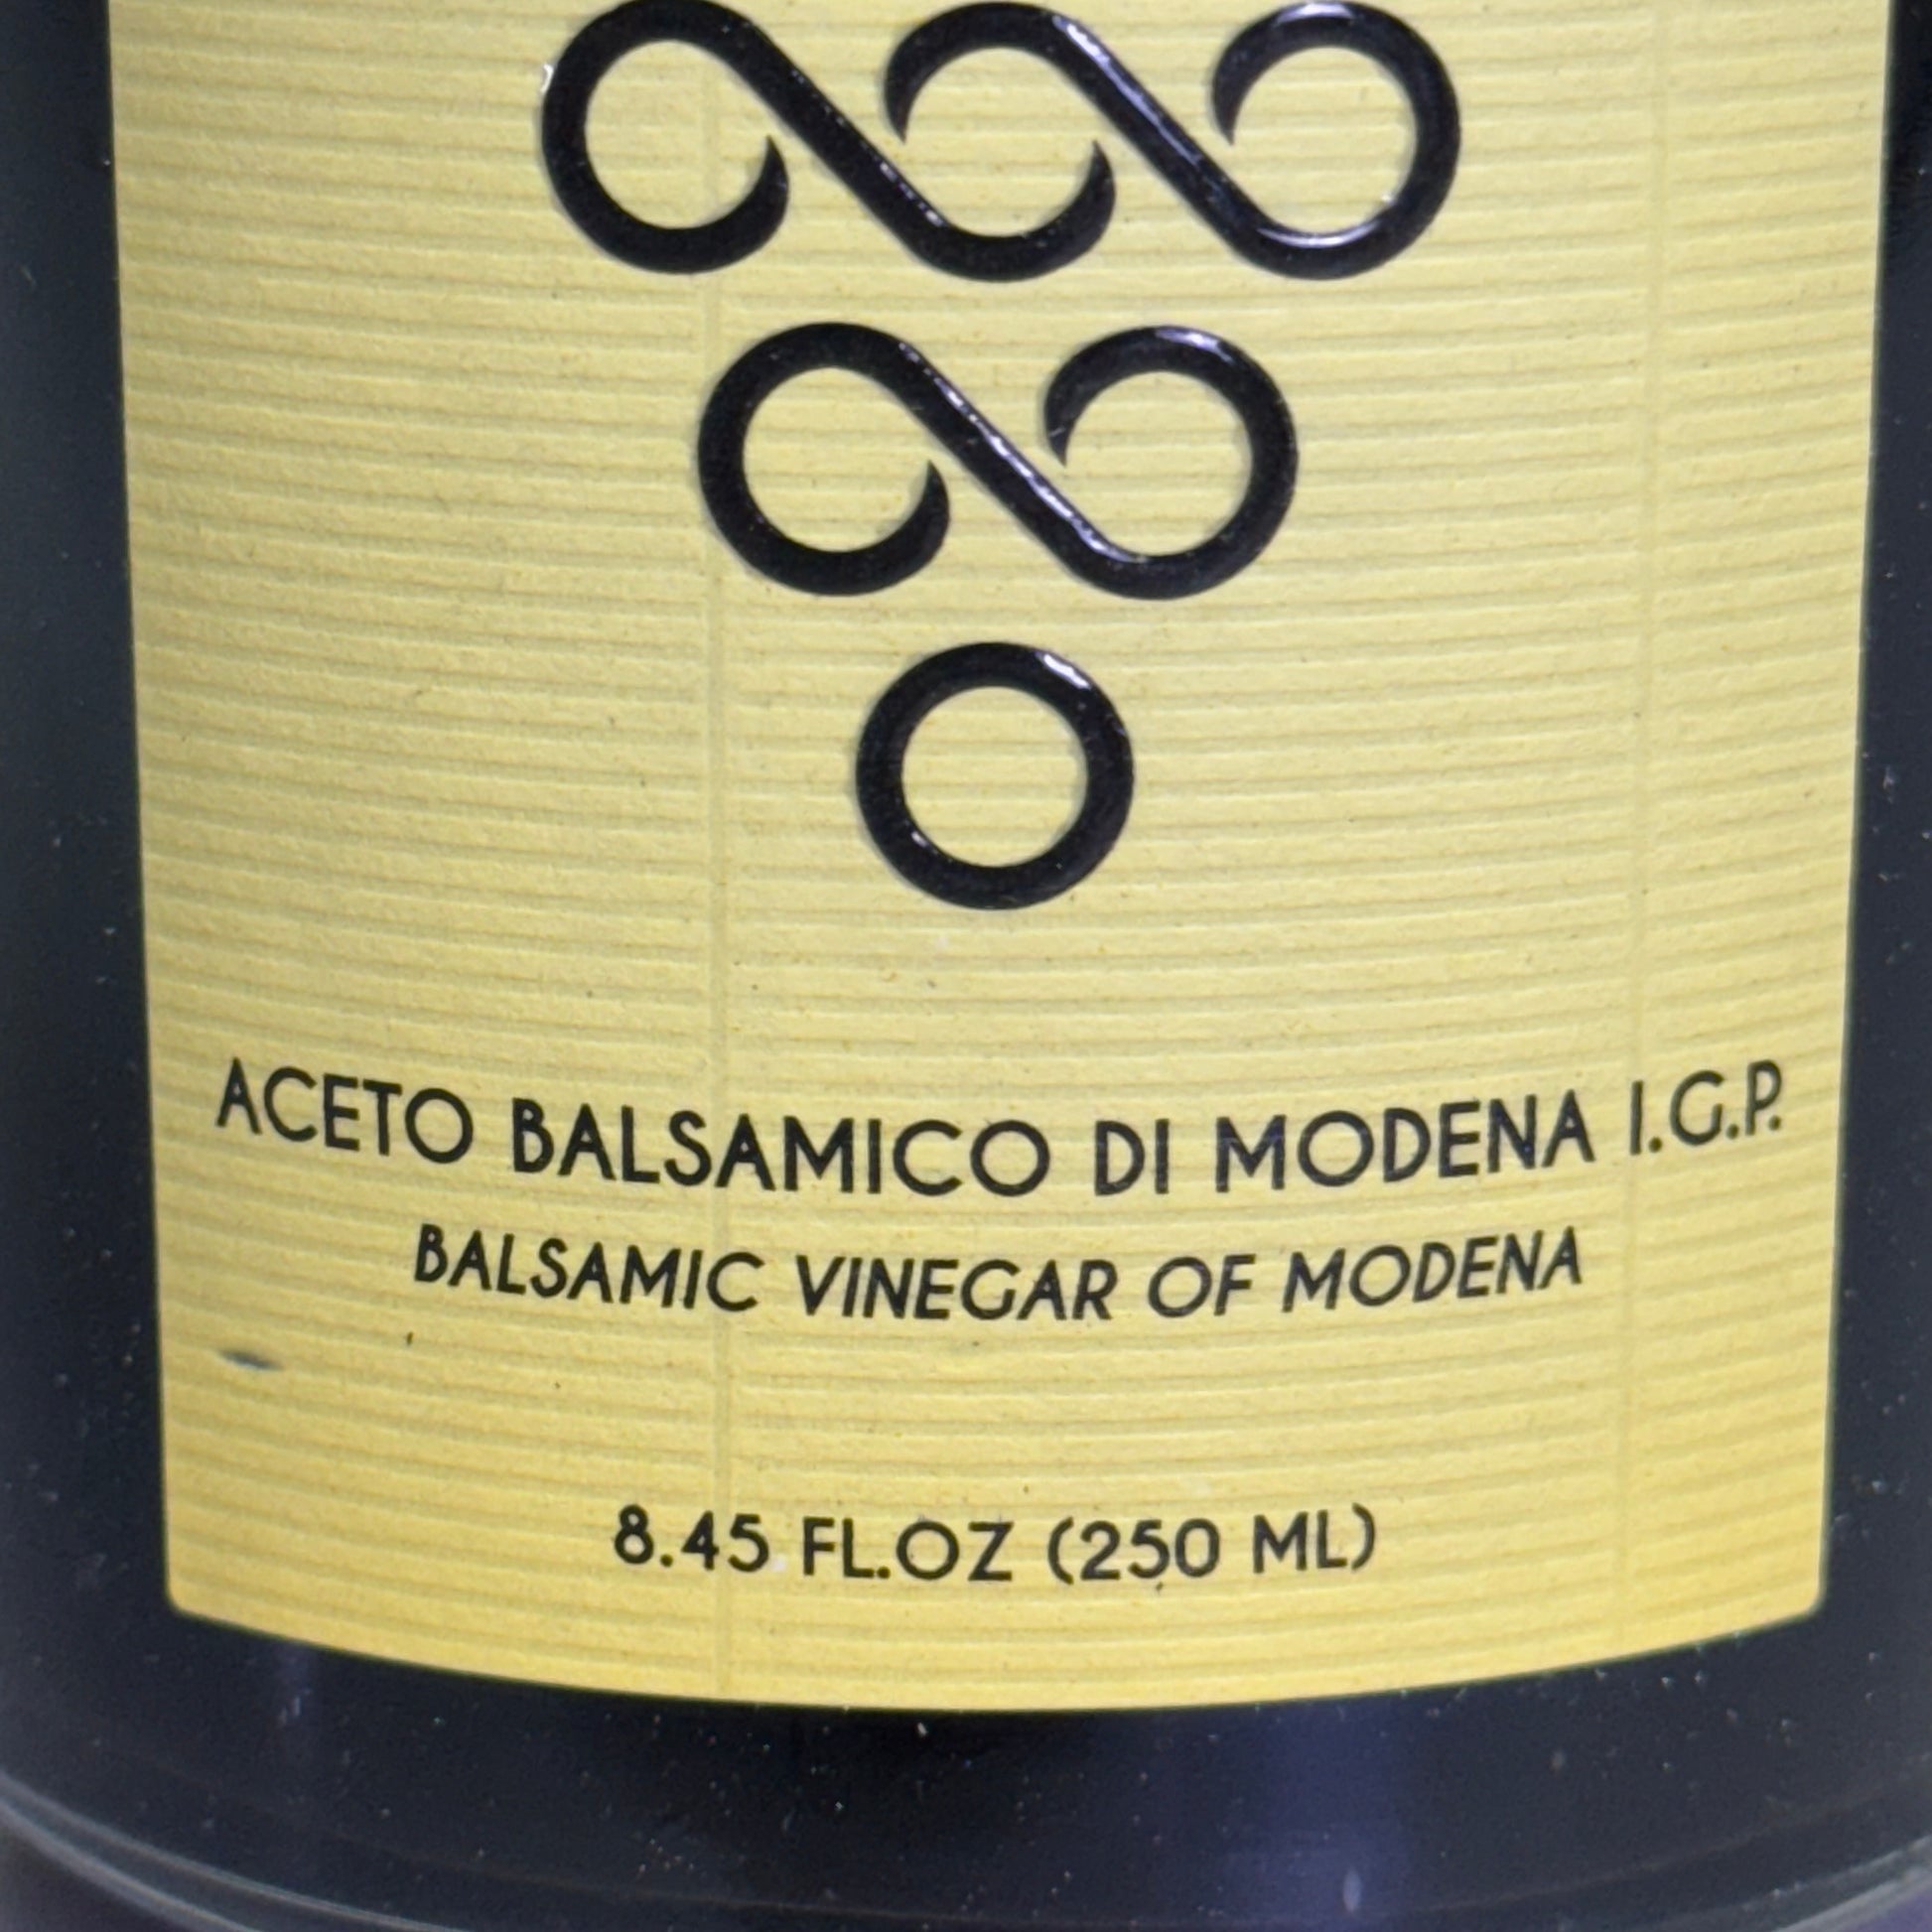 ACETO BALSAMICO DI MODENA I.G.P.
BALSAMIC VINEGAR OF MODENA
8.45 FL.OZ (250 ML)